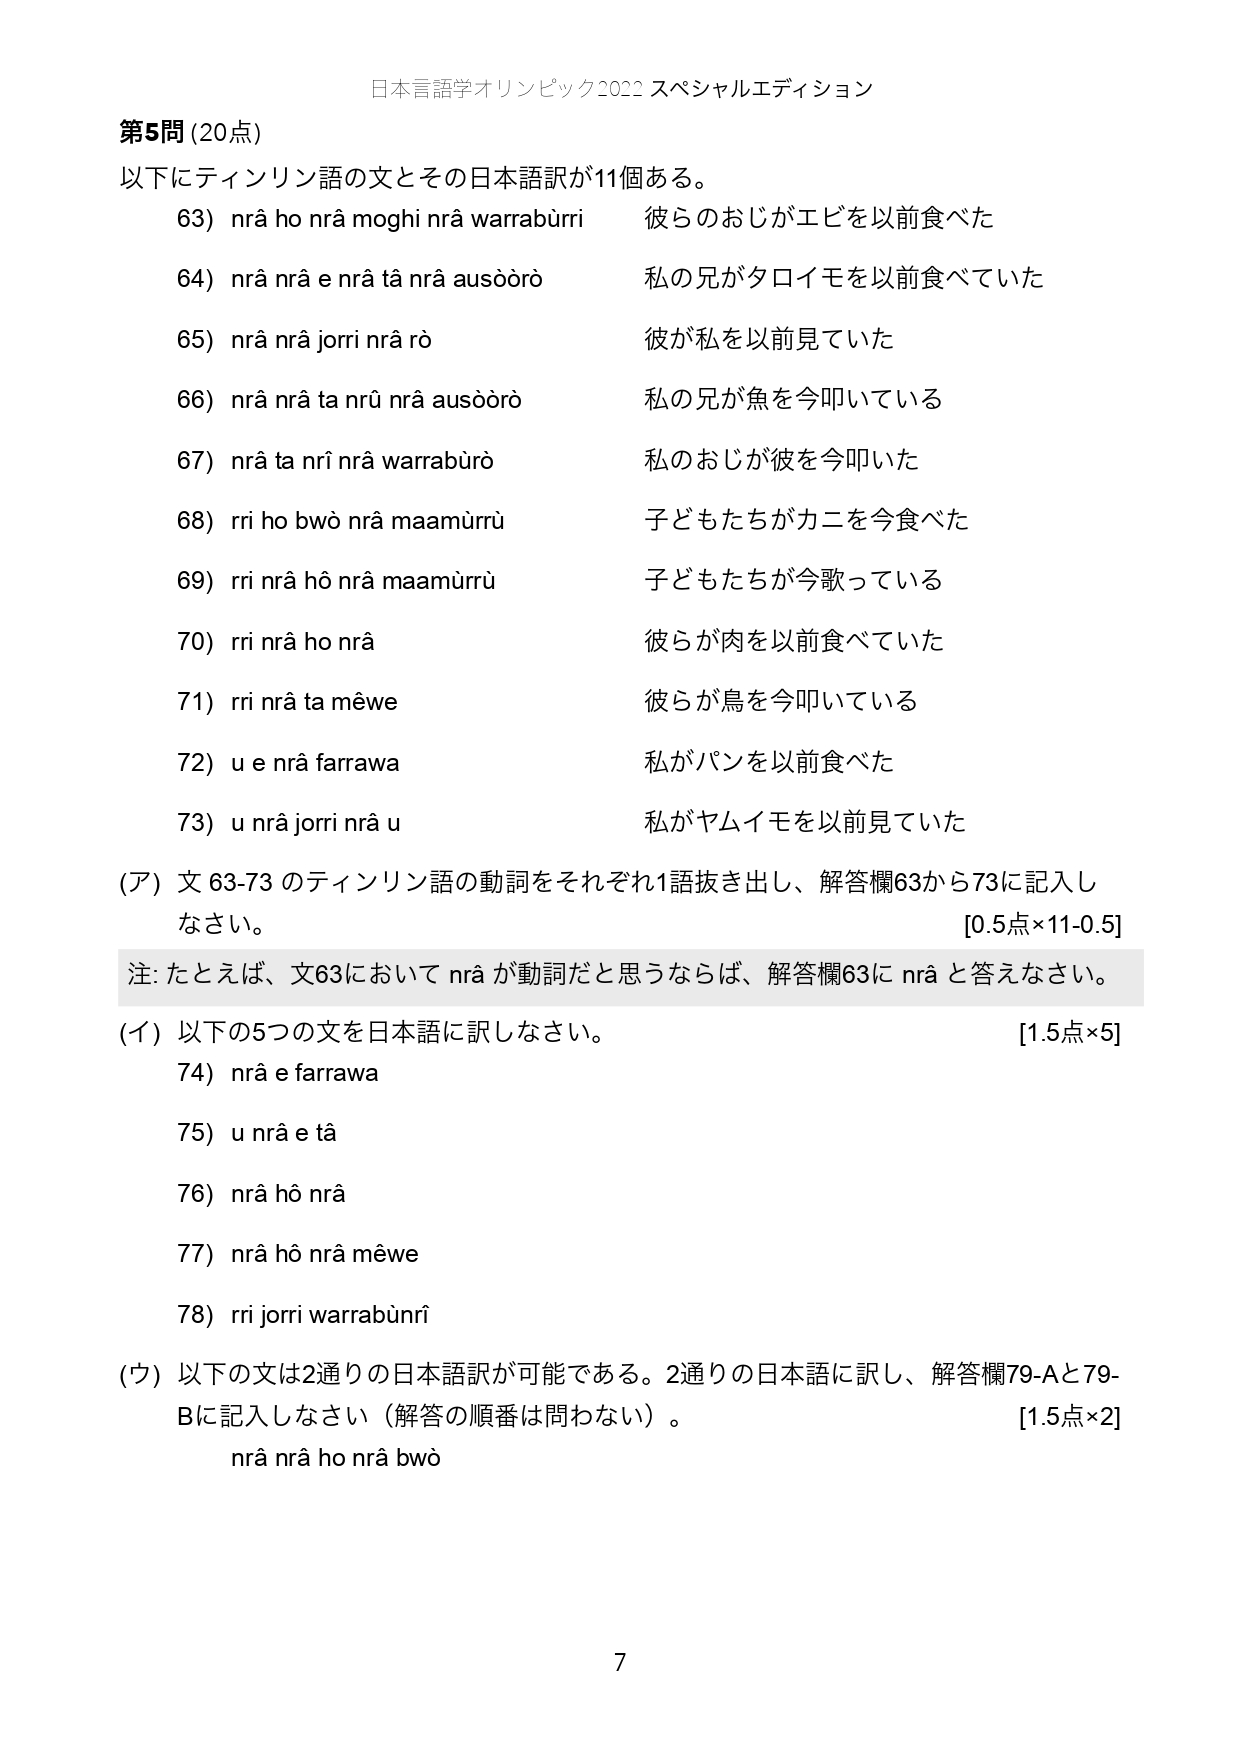 日本言語学オリンピック2022 スペシャルエディション
第5問 (20点)
以下にティンリン語の文とその日本語訳が11個ある。
63) nrâ ho nrâ moghi nrâ warrabùrri 彼らのおじがエビを以前食べた
64) nrâ nrâ e nrâ tâ nrâ ausòòrò 私の兄がタロイモを以前食べていた
65) nrâ nrâ jorri nrâ rò 彼が私を以前見ていた
66) nrâ nrâ ta nrû nrâ ausòòrò 私の兄が魚を今叩いている
67) nrâ ta nrî nrâ warrabùrò 私のおじが彼を今叩いた
68) rri ho bwò nrâ maamùrrù 子どもたちがカニを今食べた
69) rri nrâ hô nrâ maamùrrù 子どもたちが今歌っている
70) rri nrâ ho nrâ 彼らが肉を以前食べていた
71) rri nrâ ta mêwe 彼らが鳥を今叩いている
72) u e nrâ farrawa 私がパンを以前食べた
73) u nrâ jorri nrâ u 私がヤムイモを以前見ていた
(ア) 文 63-73 のティンリン語の動詞をそれぞれ1語抜き出し、解答欄63から73に記入し
なさい。 [0.5点×11-0.5]
注: たとえば、文63において nrâ が動詞だと思うならば、解答欄63に nrâ と答えなさい。
(イ) 以下の5つの文を日本語に訳しなさい。 [1.5点×5]
74) nrâ e farrawa
75) u nrâ e tâ
76) nrâ hô nrâ
77) nrâ hô nrâ mêwe
78) rri jorri warrabùnrî
(ウ) 以下の文は2通りの日本語訳が可能である。2通りの日本語に訳し、解答欄79-Aと79-
Bに記入しなさい（解答の順番は問わない）。 [1.5点×2]
nrâ nrâ ho nrâ bwò
7